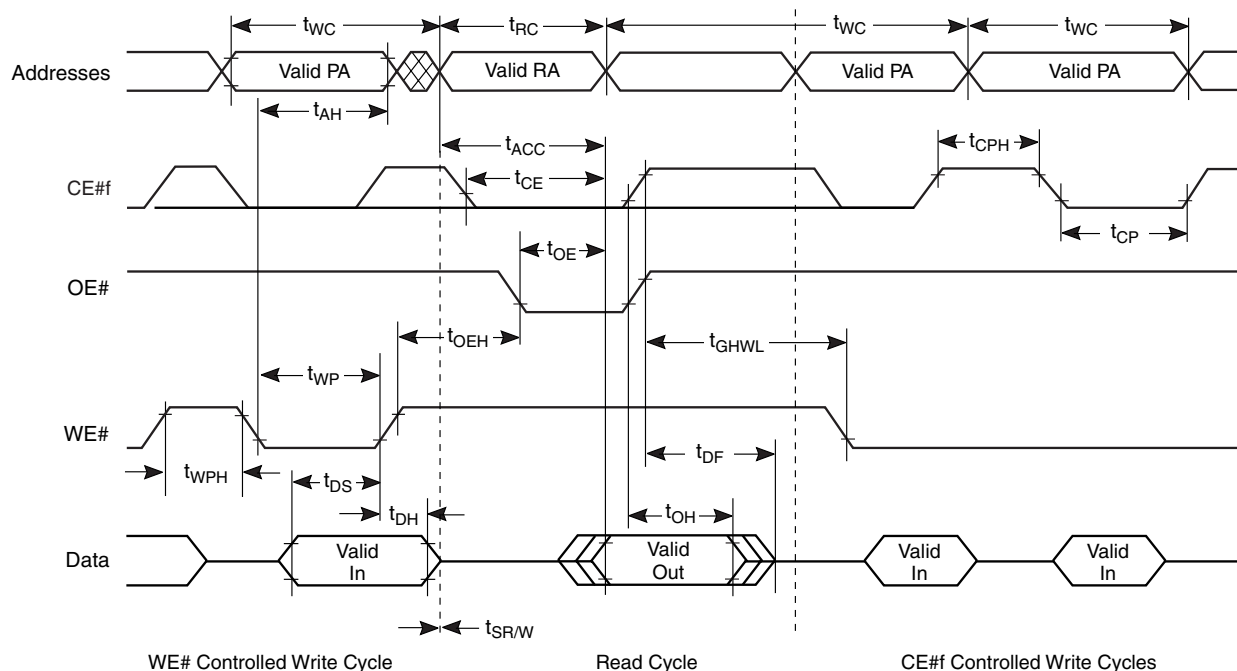 tWC tRC tWC tWC
Addresses Valid PA Valid RA Valid PA Valid PA
tAH
tACC
tCPH
CE#f tCE
tCP
tOE
OE#
tOEH tGHWL
tWP
WE#
tWPH tDS tDF
tDH tOH
Data Valid In Valid Out Valid In Valid In
tSR/W
WE# Controlled Write Cycle Read Cycle CE#f Controlled Write Cycles